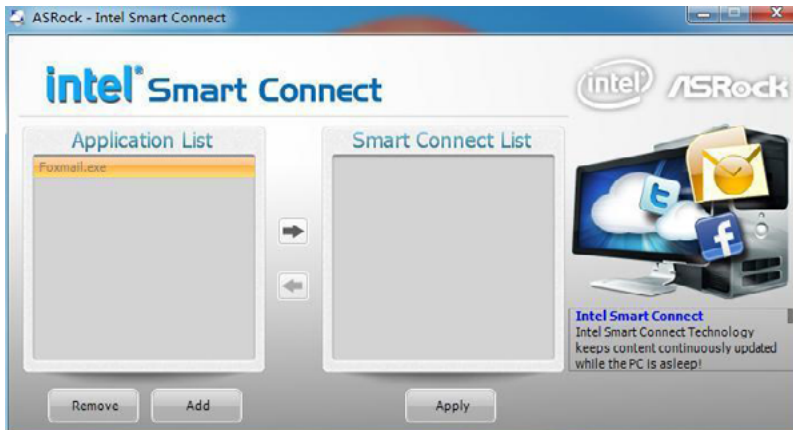 ASRock - Intel Smart Connect
intel Smart Connect
intel ASRock
Application List
Foxmail.exe
Smart Connect List
Intel Smart Connect
Intel Smart Connect Technology
keeps content continuously updated
while the PC is asleep!
Remove Add Apply